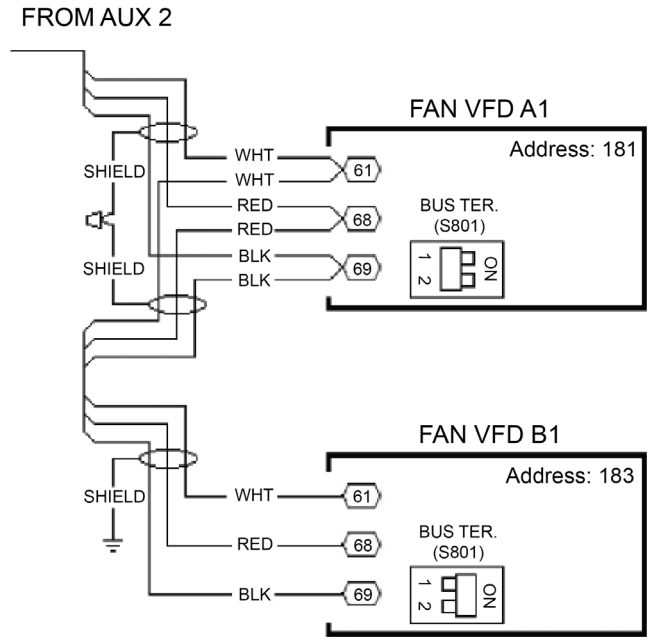 FROM AUX 2
FAN VFD A1
Address: 181
SHIELD
WHT
WHT
61
RED
RED
68
BLK
BLK
69
BUS TER.
(S801)
1
2
ON
SHIELD
FAN VFD B1
Address: 183
SHIELD
WHT
61
RED
68
BLK
69
BUS TER.
(S801)
1
2
ON